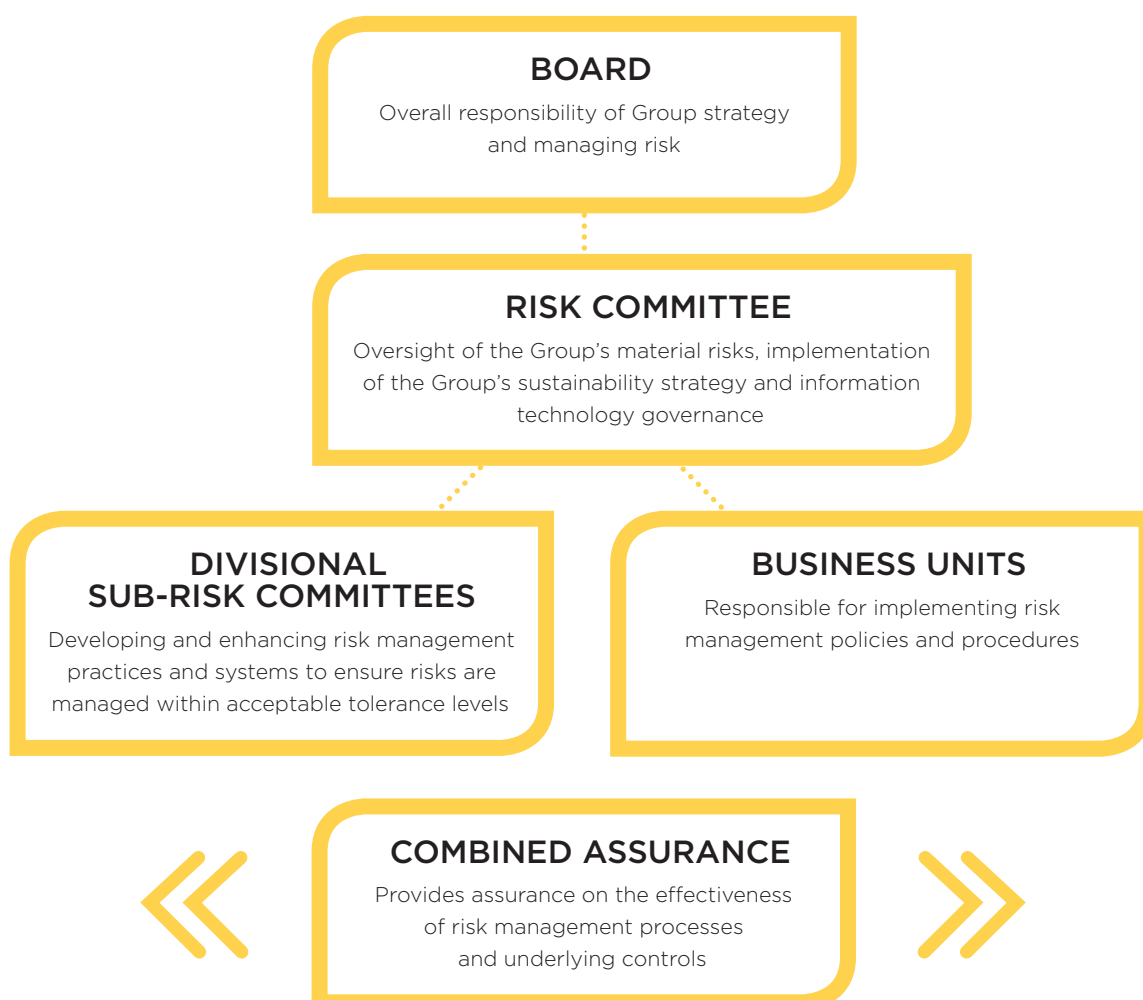 BOARD
Overall responsibility of Group strategy
and managing risk
RISK COMMITTEE
Oversight of the Group’s material risks, implementation
of the Group’s sustainability strategy and information
technology governance
DIVISIONAL
SUB-RISK COMMITTEES
Developing and enhancing risk management
practices and systems to ensure risks are
managed within acceptable tolerance levels
BUSINESS UNITS
Responsible for implementing risk
management policies and procedures
COMBINED ASSURANCE
Provides assurance on the effectiveness
of risk management processes
and underlying controls